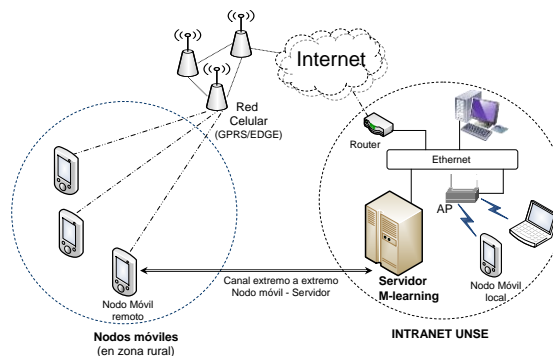 Internet
Red
Celular
(GPRS/EDGE)
Router
Ethernet
AP
Servidor
M-learning
Nodo Móvil
local
Canal extremo a extremo
Nodo móvil - Servidor
Nodo Móvil
remoto
Nodos móviles
(en zona rural)
INTRANET UNSE